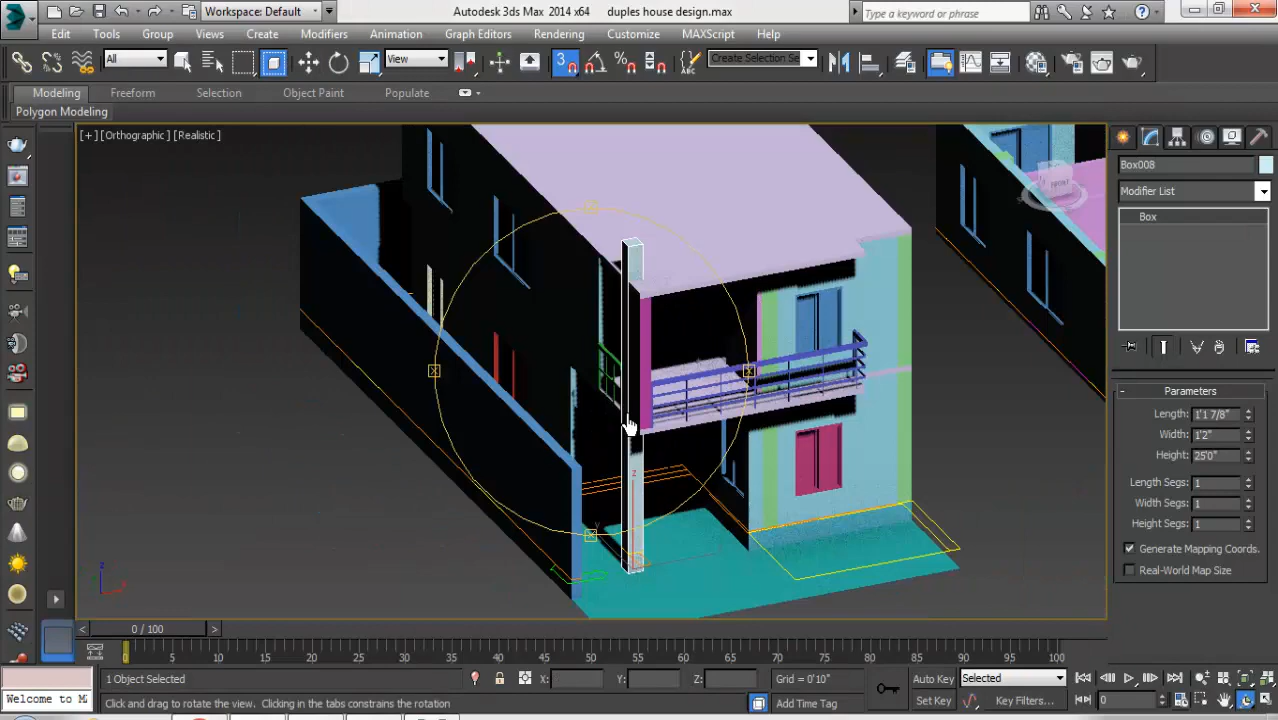 Workspace: Default
Autodesk 3ds Max 2014 x64 duples house design.max
Type a keyword or phrase
Edit Tools Group Views Create Modifiers Animation Graph Editors Rendering Customize MAXScript Help
All
View
3
Create Selection Se
Modeling Freeform Selection Object Paint Populate
Polygon Modeling
[+] [Orthographic] [Realistic]
Box008
Modifier List
Box
Parameters
Length: 1'1 7/8"
Width: 1'2"
Height: 25'0"
Length Segs: 1
Width Segs: 1
Height Segs: 1
Generate Mapping Coords.
Real-World Map Size
FRONT
z
z
< 0 / 100 >
0 5 10 15 20 25 30 35 40 45 50 55 60 65 70 75 80 85 90 95 100
1 Object Selected
X: Y: Z:
Grid = 0'10"
Auto Key Selected
Welcome to M
Click and drag to rotate the view. Clicking in the tabs constrains the rotation
Add Time Tag
Set Key Key Filters...
0